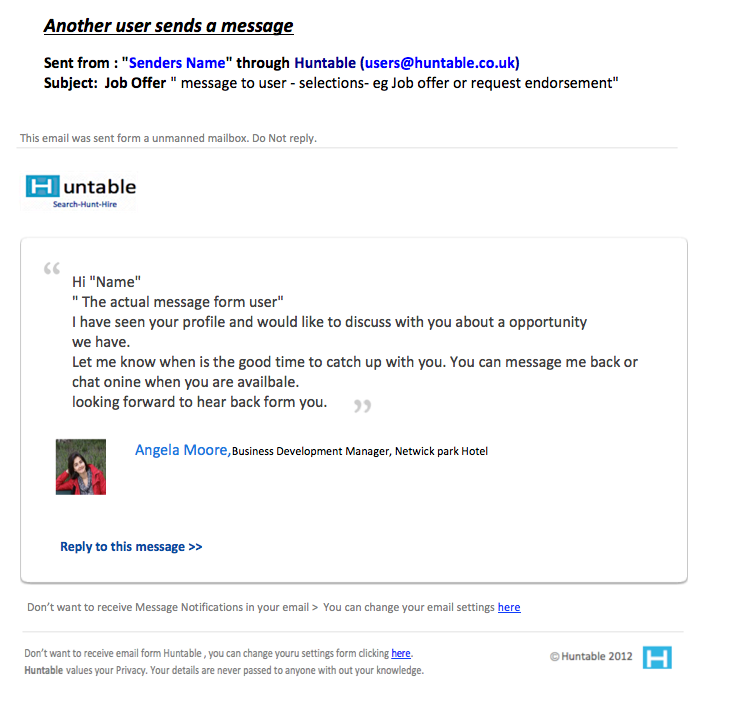 Another user sends a message
Sent from : "Senders Name" through Huntable (users@huntable.co.uk)
Subject: Job Offer " message to user - selections- eg Job offer or request endorsement"
This email was sent form a unmanned mailbox. Do Not reply.
H untable
Search-Hunt-Hire
“
Hi "Name"
" The actual message form user"
I have seen your profile and would like to discuss with you about a opportunity
we have.
Let me know when is the good time to catch up with you. You can message me back or
chat onine when you are availbale.
looking forward to hear back form you. ”
Angela Moore,Business Development Manager, Netwick park Hotel
Reply to this message >>
Don’t want to receive Message Notifications in your email > You can change your email settings here
Don’t want to receive email form Huntable , you can change youru settings form clicking here.
Huntable values your Privacy. Your details are never passed to anyone with out your knowledge.
© Huntable 2012 H